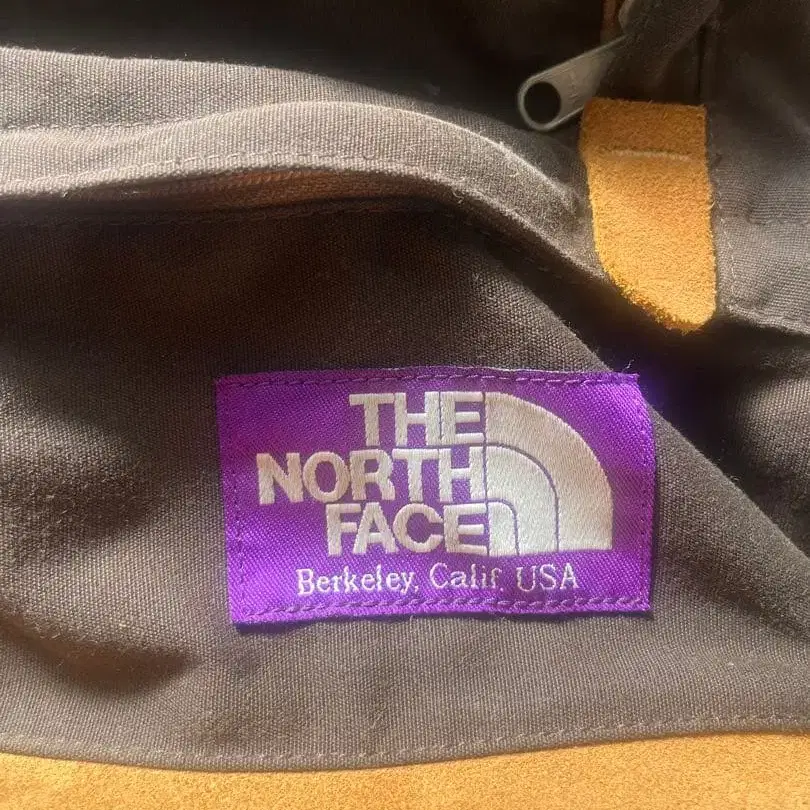 THE
NORTH
FACE
Berkeley, Calif. USA